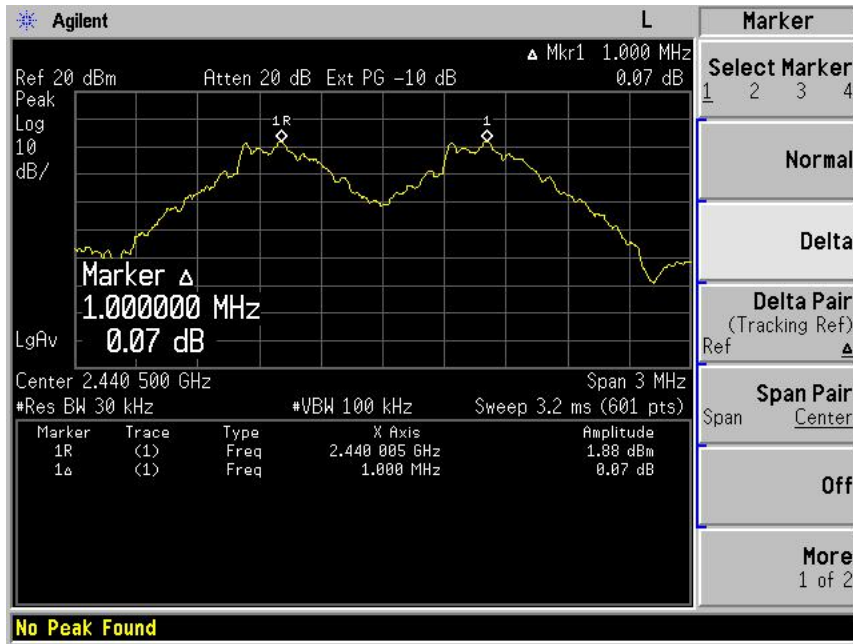 Agilent
L
Marker
Δ Mkr1 1.000 MHz
Ref 20 dBm Atten 20 dB Ext PG -10 dB 0.07 dB
Peak
Log
10
dB/
1R
1
Marker Δ
1.000000 MHz
0.07 dB
LgAv
Center 2.440 500 GHz Span 3 MHz
#Res BW 30 kHz #VBW 100 kHz Sweep 3.2 ms (601 pts)
Marker Trace Type X Axis Amplitude
1R (1) Freq 2.440 005 GHz 1.88 dBm
1Δ (1) Freq 1.000 MHz 0.07 dB
Select Marker
1 2 3 4
Normal
Delta
Delta Pair
(Tracking Ref)
Ref Δ
Span Pair
Span Center
Off
More
1 of 2
No Peak Found